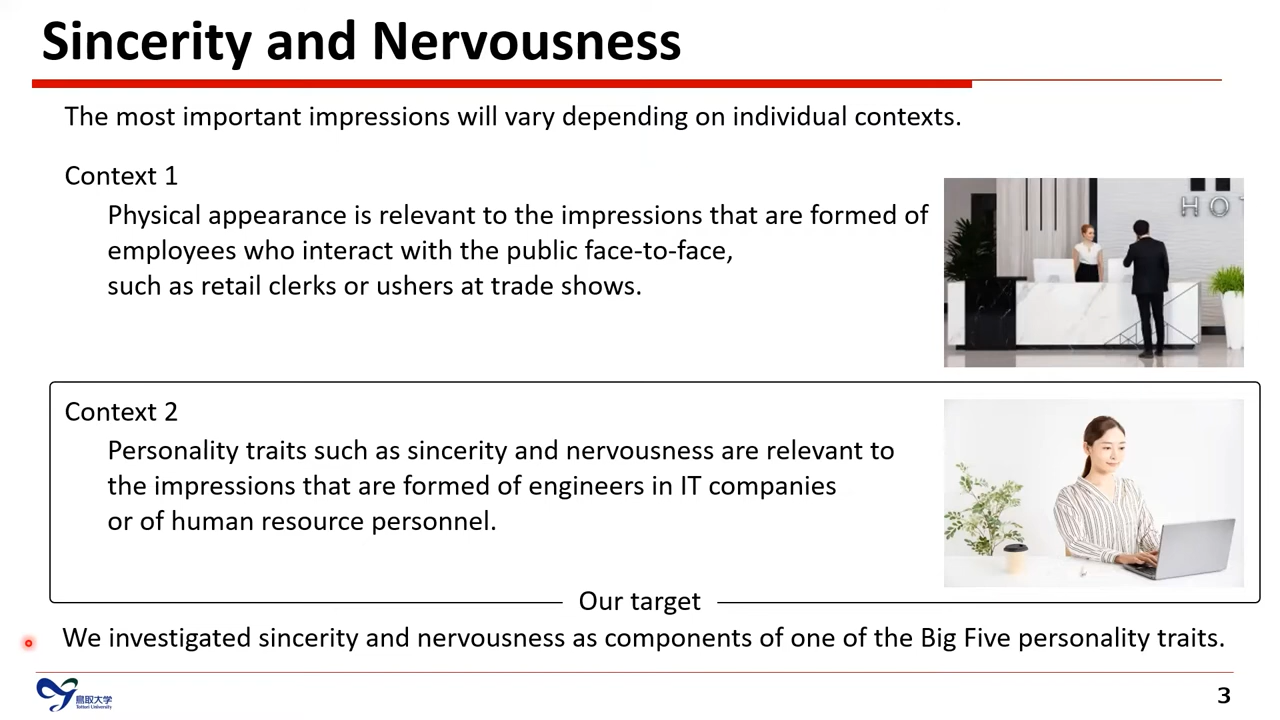 Sincerity and Nervousness
The most important impressions will vary depending on individual contexts.
Context 1
Physical appearance is relevant to the impressions that are formed of
employees who interact with the public face-to-face,
such as retail clerks or ushers at trade shows.
HOT
Context 2
Personality traits such as sincerity and nervousness are relevant to
the impressions that are formed of engineers in IT companies
or of human resource personnel.
Our target
We investigated sincerity and nervousness as components of one of the Big Five personality traits.
鳥取大学
Tottori University
3